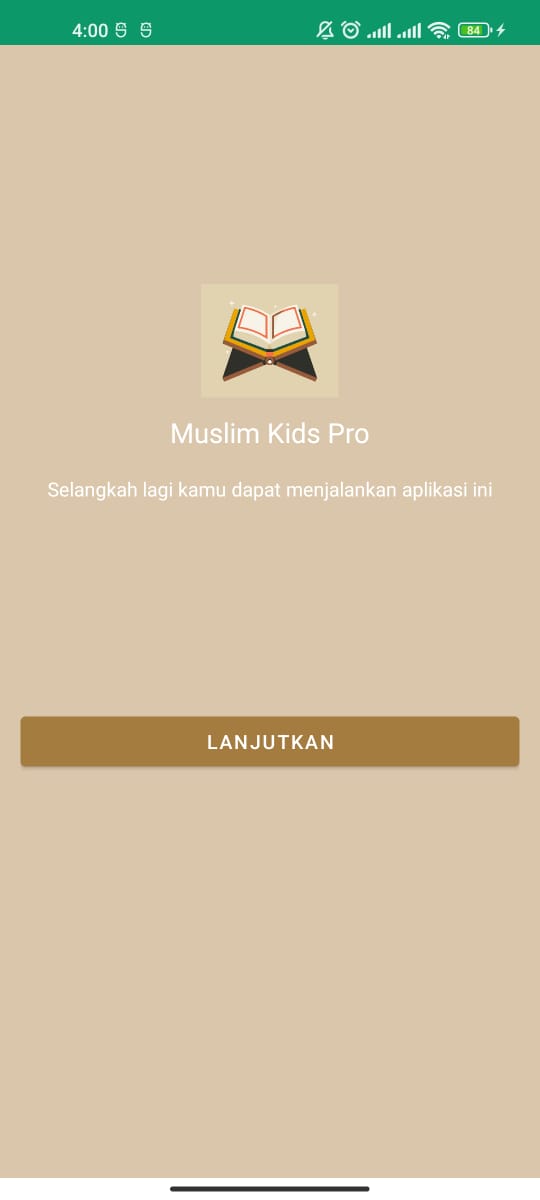 4:00
84
Muslim Kids Pro
Selangkah lagi kamu dapat menjalankan aplikasi ini
LANJUTKAN